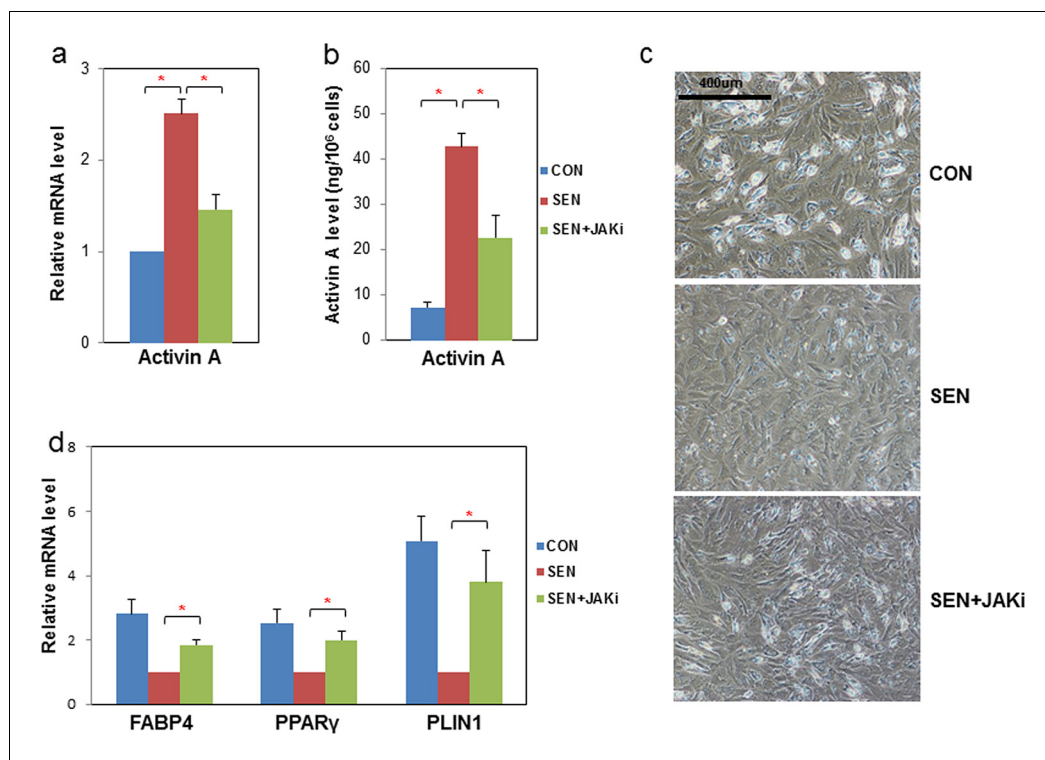 a
Relative mRNA level
3
2
1
0
* *
Activin A
b
Activin A level (ng/10⁶ cells)
60
50
40
30
20
10
0
* *
Activin A
CON
SEN
SEN+JAKi
c
400um
CON
SEN
SEN+JAKi
d
Relative mRNA level
8
6
4
2
0
*
*
*
FABP4 PPARγ PLIN1
CON
SEN
SEN+JAKi